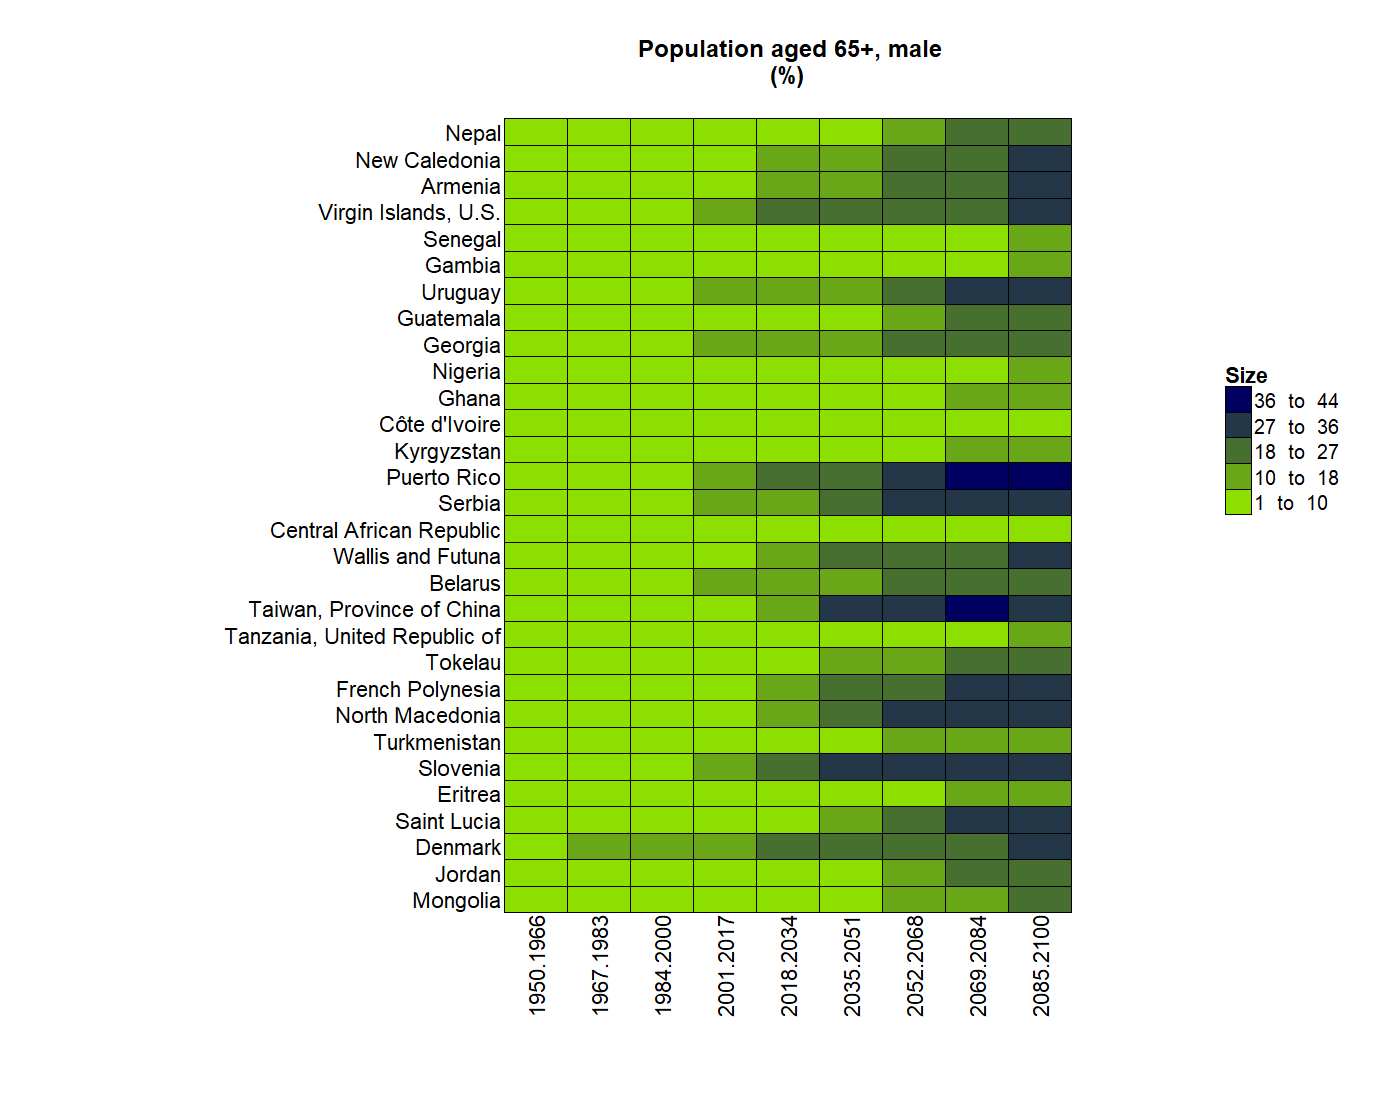 Population aged 65+, male
(%)
Nepal
New Caledonia
Armenia
Virgin Islands, U.S.
Senegal
Gambia
Uruguay
Guatemala
Georgia
Nigeria
Ghana
Côte d'Ivoire
Kyrgyzstan
Puerto Rico
Serbia
Central African Republic
Wallis and Futuna
Belarus
Taiwan, Province of China
Tanzania, United Republic of
Tokelau
French Polynesia
North Macedonia
Turkmenistan
Slovenia
Eritrea
Saint Lucia
Denmark
Jordan
Mongolia
1950.1966
1967.1983
1984.2000
2001.2017
2018.2034
2035.2051
2052.2068
2069.2084
2085.2100
Size
36 to 44
27 to 36
18 to 27
10 to 18
1 to 10